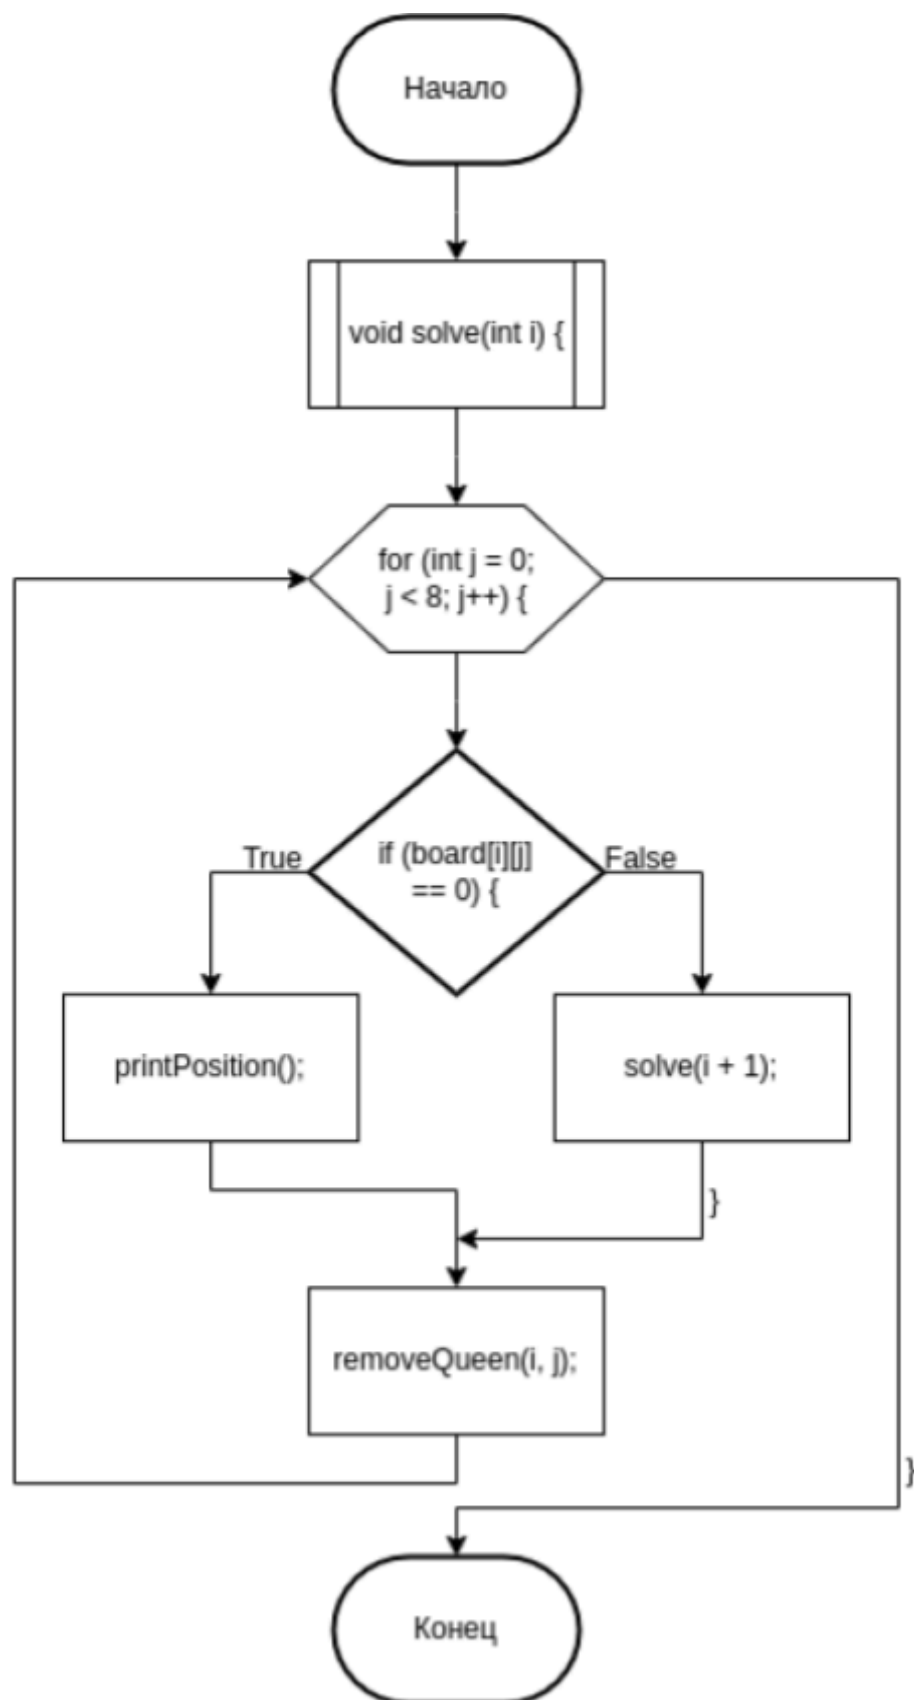 Начало
void solve(int i) {
for (int j = 0;
j < 8; j++) {
if (board[i][j]
== 0) {
True
False
printPosition();
solve(i + 1);
}
removeQueen(i, j);
}
Конец